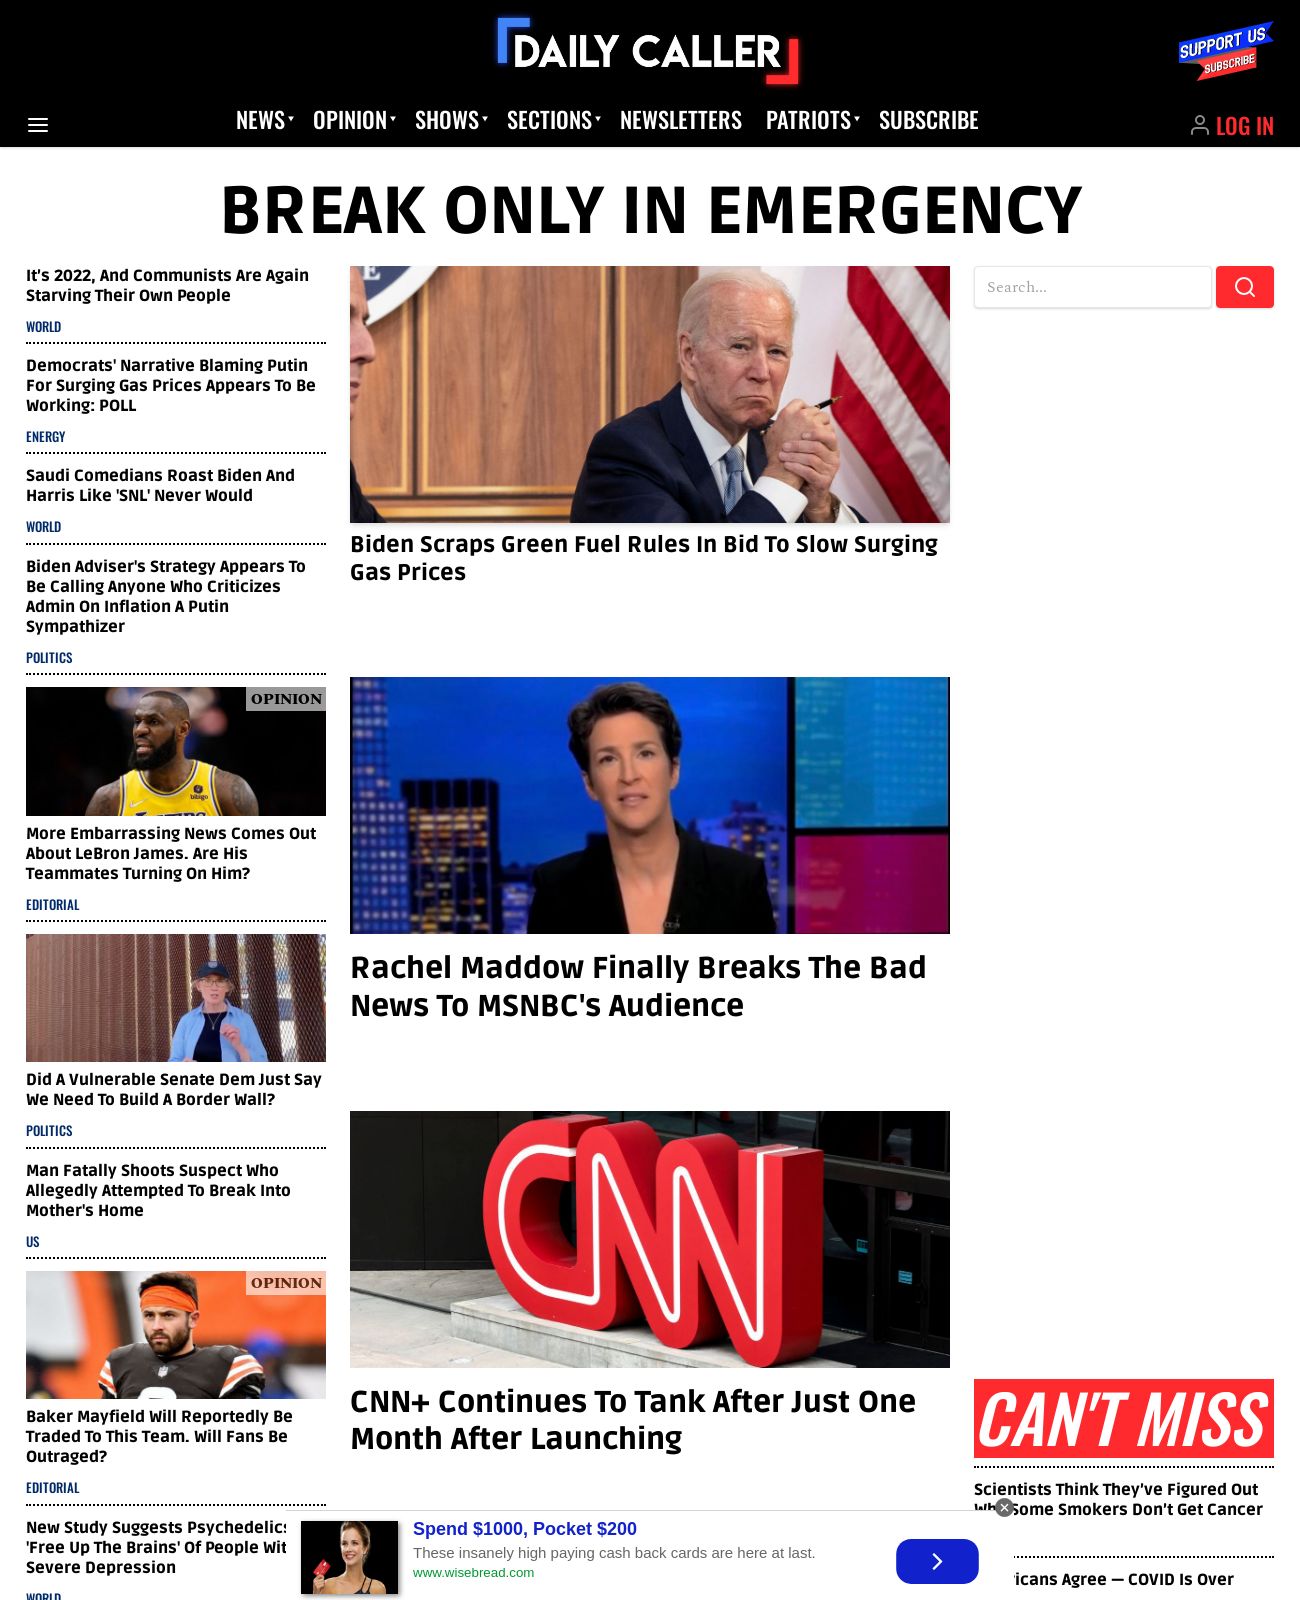 DAILY CALLER
SUPPORT US
SUBSCRIBE
NEWS OPINION SHOWS SECTIONS NEWSLETTERS PATRIOTS SUBSCRIBE
LOG IN
BREAK ONLY IN EMERGENCY
It's 2022, And Communists Are Again
Starving Their Own People
WORLD
Democrats' Narrative Blaming Putin
For Surging Gas Prices Appears To Be
Working: POLL
ENERGY
Saudi Comedians Roast Biden And
Harris Like 'SNL' Never Would
WORLD
Biden Adviser's Strategy Appears To
Be Calling Anyone Who Criticizes
Admin On Inflation A Putin
Sympathizer
POLITICS
OPINION
bibigo
More Embarrassing News Comes Out
About LeBron James. Are His
Teammates Turning On Him?
EDITORIAL
Did A Vulnerable Senate Dem Just Say
We Need To Build A Border Wall?
POLITICS
Man Fatally Shoots Suspect Who
Allegedly Attempted To Break Into
Mother's Home
US
OPINION
Baker Mayfield Will Reportedly Be
Traded To This Team. Will Fans Be
Outraged?
EDITORIAL
New Study Suggests Psychedelics
'Free Up The Brains' Of People Wit
Severe Depression
WORLD
Biden Scraps Green Fuel Rules In Bid To Slow Surging
Gas Prices
Rachel Maddow Finally Breaks The Bad
News To MSNBC's Audience
CNN
CNN+ Continues To Tank After Just One
Month After Launching
Search...
CAN'T MISS
Scientists Think They've Figured Out
Some Smokers Don't Get Cancer
icans Agree — COVID Is Over
Spend $1000, Pocket $200
These insanely high paying cash back cards are here at last.
www.wisebread.com